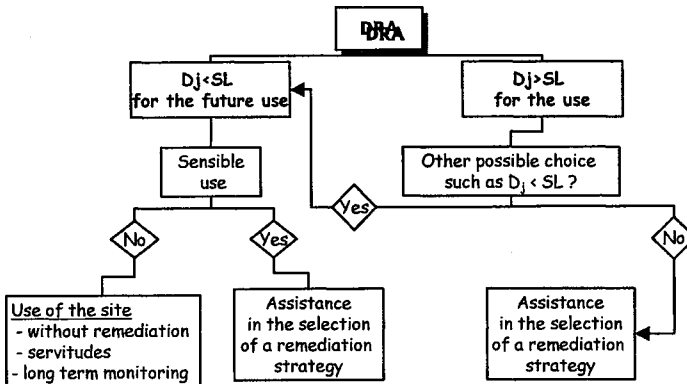 DRA
Dj<SL
for the future use
Dj>SL
for the use
Sensible
use
Other possible choice
such as Dj < SL ?
Yes
No
Yes
No
Use of the site
- without remediation
- servitudes
- long term monitoring
Assistance
in the selection
of a remediation
strategy
Assistance
in the selection
of a remediation
strategy